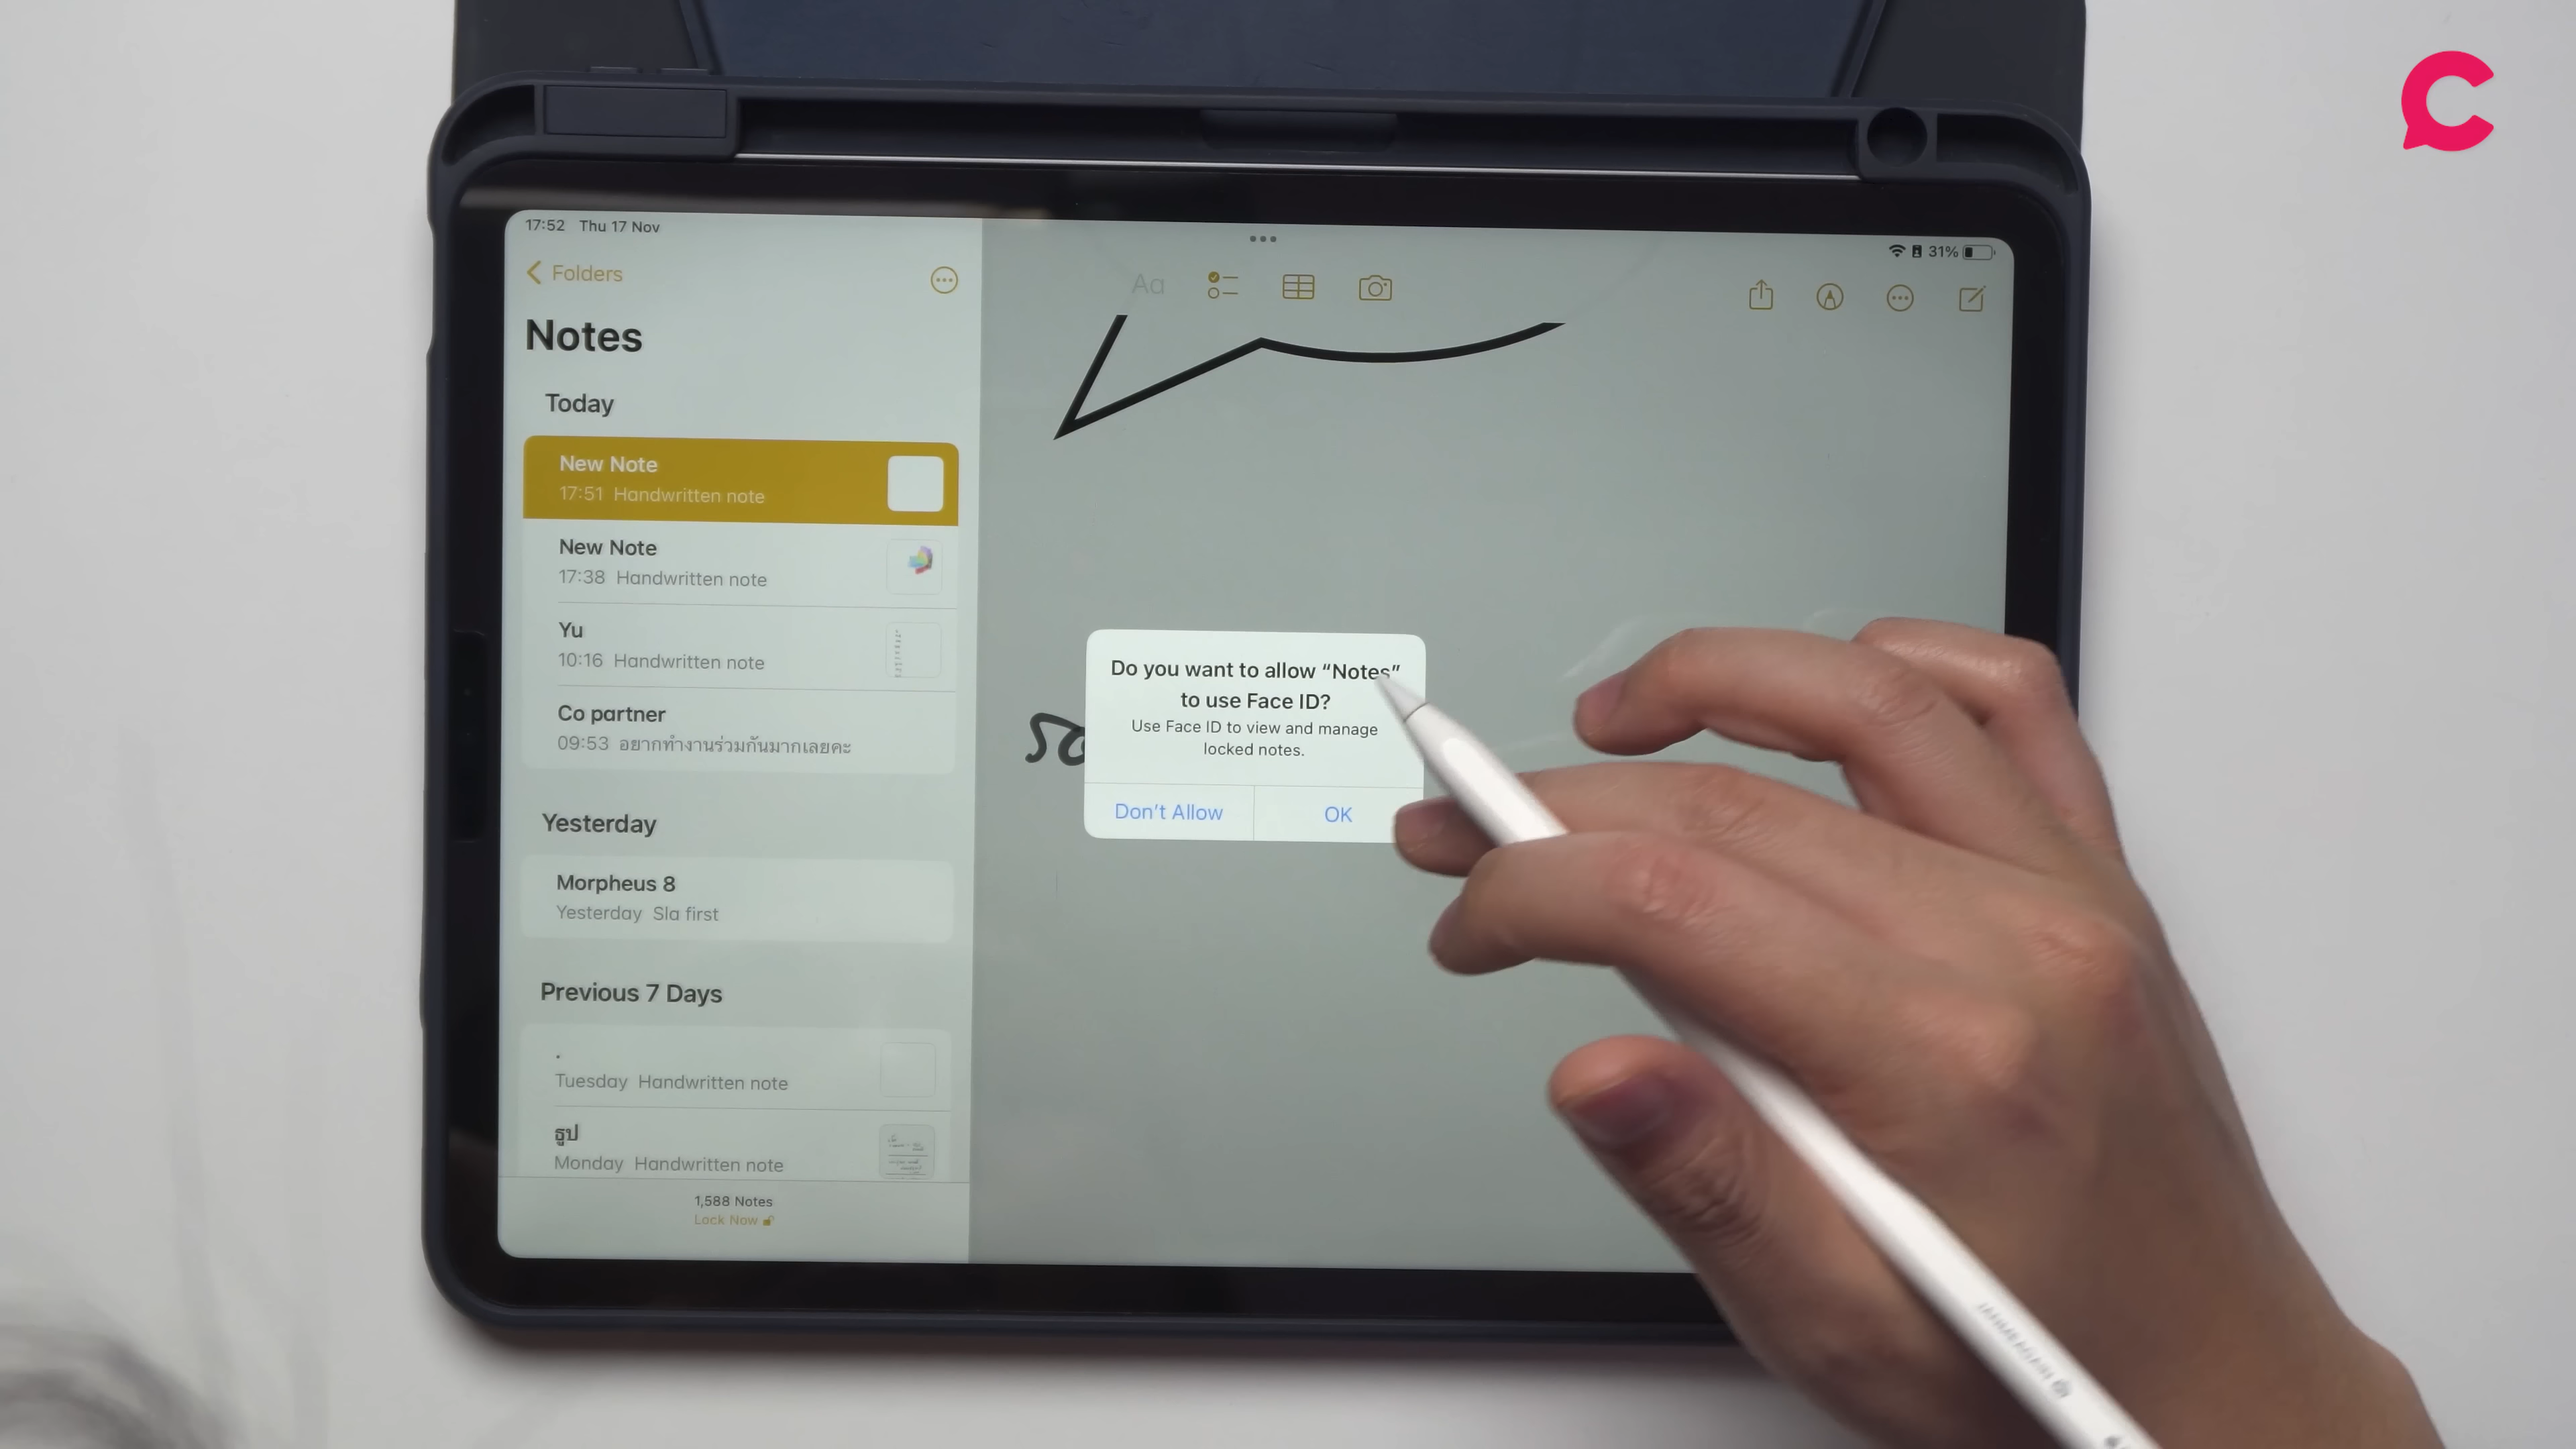 17:52 Thu 17 Nov
31%
Folders
Notes
Today
New Note
17:51 Handwritten note
New Note
17:38 Handwritten note
Yu
10:16 Handwritten note
Co partner
09:53 อยากทำงานร่วมกันมากเลยคะ
Yesterday
Morpheus 8
Yesterday Sla first
Previous 7 Days
.
Tuesday Handwritten note
ธูป
Monday Handwritten note
1,588 Notes
Lock Now
Aa
Do you want to allow “Notes”
to use Face ID?
Use Face ID to view and manage
locked notes.
Don’t Allow
OK